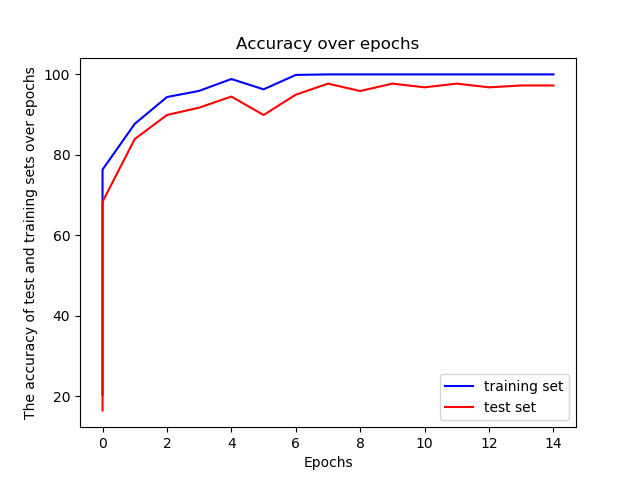 Accuracy over epochs
The accuracy of test and training sets over epochs
100
80
60
40
20
training set
test set
0 2 4 6 8 10 12 14
Epochs